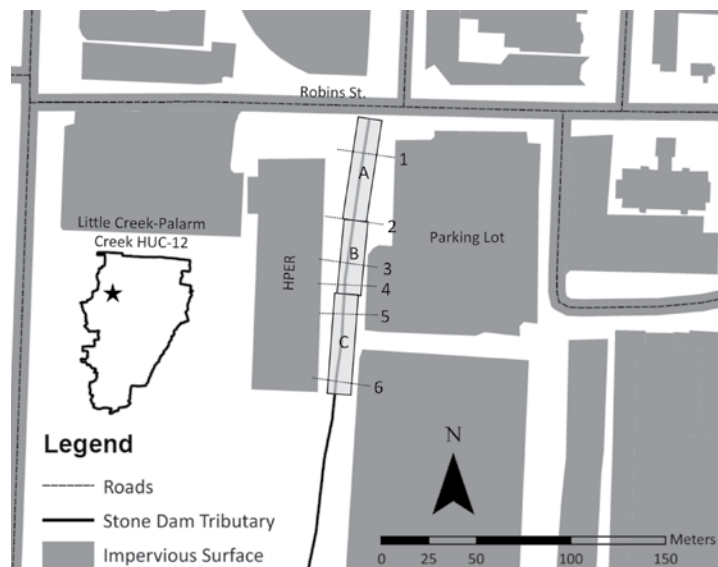 Robins St.
1
A
2
Little Creek-Palarm
Creek HUC-12
Parking Lot
B
HPER
3
4
5
C
6
Legend
N
Roads
Stone Dam Tributary
Impervious Surface
Meters
0 25 50 100 150